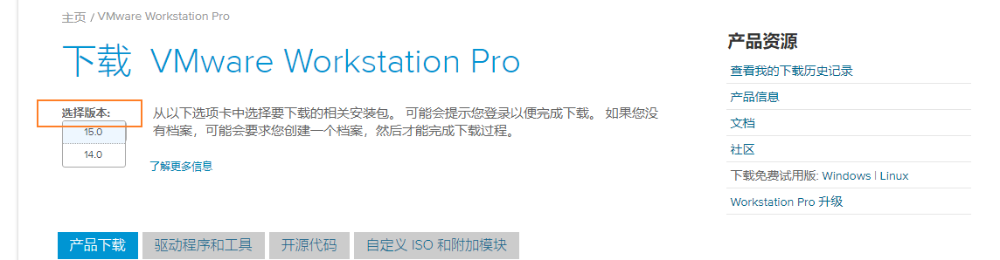 主页 / VMware Workstation Pro
下载 VMware Workstation Pro
选择版本:
15.0
14.0
从以下选项卡中选择要下载的相关安装包。 可能会提示您登录以便完成下载。 如果您没
有档案，可能会要求您创建一个档案，然后才能完成下载过程。
了解更多信息
产品资源
查看我的下载历史记录
产品信息
文档
社区
下载免费试用版: Windows | Linux
Workstation Pro 升级
产品下载 驱动程序和工具 开源代码 自定义 ISO 和附加模块